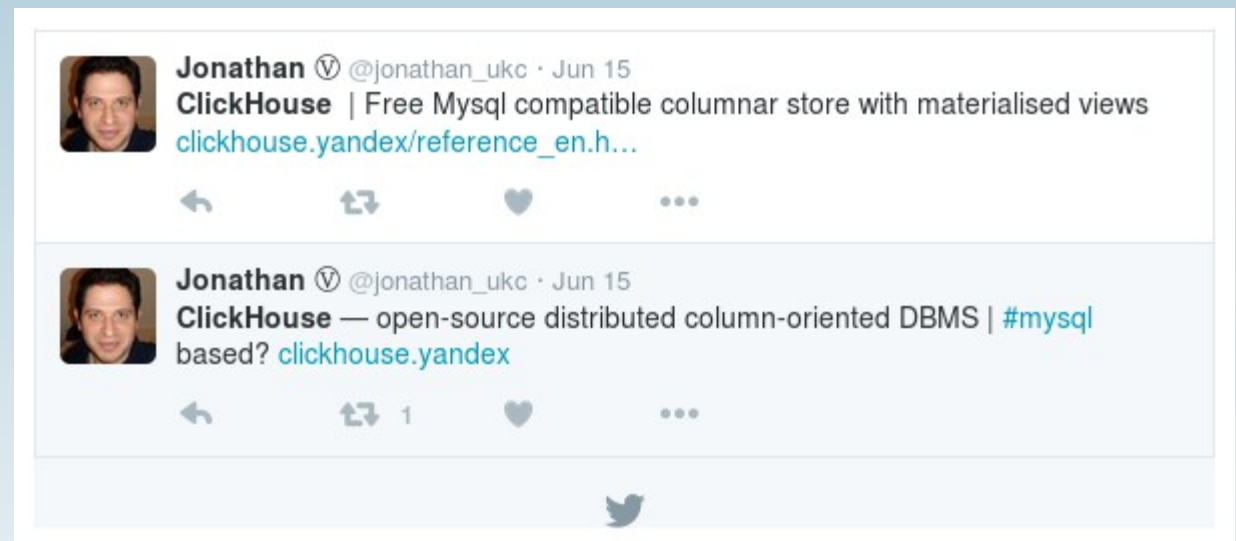 Jonathan Ⓥ @jonathan_ukc · Jun 15
ClickHouse | Free Mysql compatible columnar store with materialised views
clickhouse.yandex/reference_en.h...
Jonathan Ⓥ @jonathan_ukc · Jun 15
ClickHouse — open-source distributed column-oriented DBMS | #mysql
based? clickhouse.yandex
1